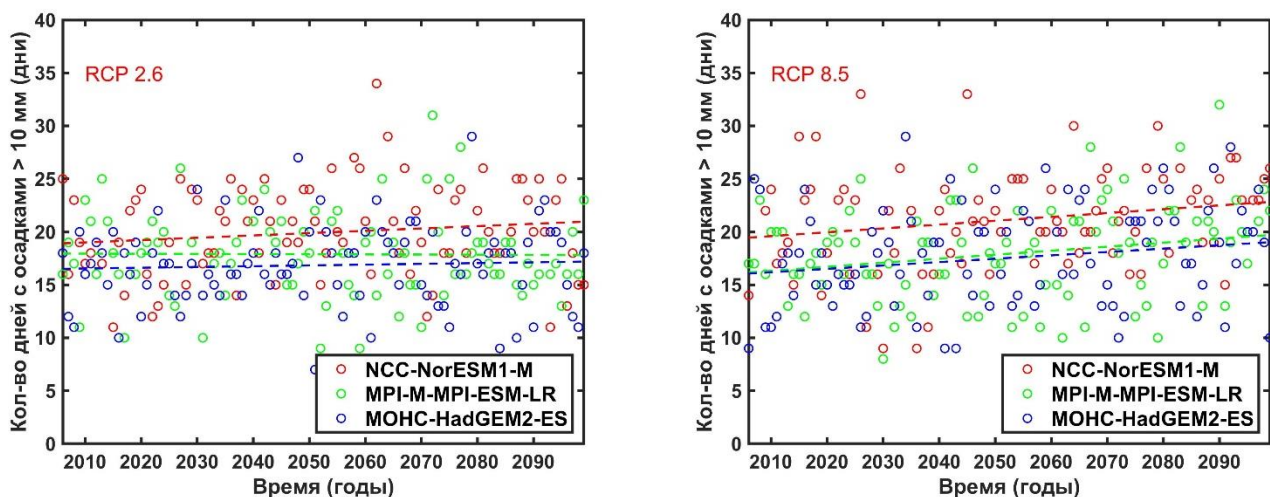 Кол-во дней с осадками > 10 мм (дни)
40
35
30
25
20
15
10
5
0
RCP 2.6
NCC-NorESM1-M
MPI-M-MPI-ESM-LR
MOHC-HadGEM2-ES
2010 2020 2030 2040 2050 2060 2070 2080 2090
Время (годы)
Кол-во дней с осадками > 10 мм (дни)
40
35
30
25
20
15
10
5
0
RCP 8.5
NCC-NorESM1-M
MPI-M-MPI-ESM-LR
MOHC-HadGEM2-ES
2010 2020 2030 2040 2050 2060 2070 2080 2090
Время (годы)